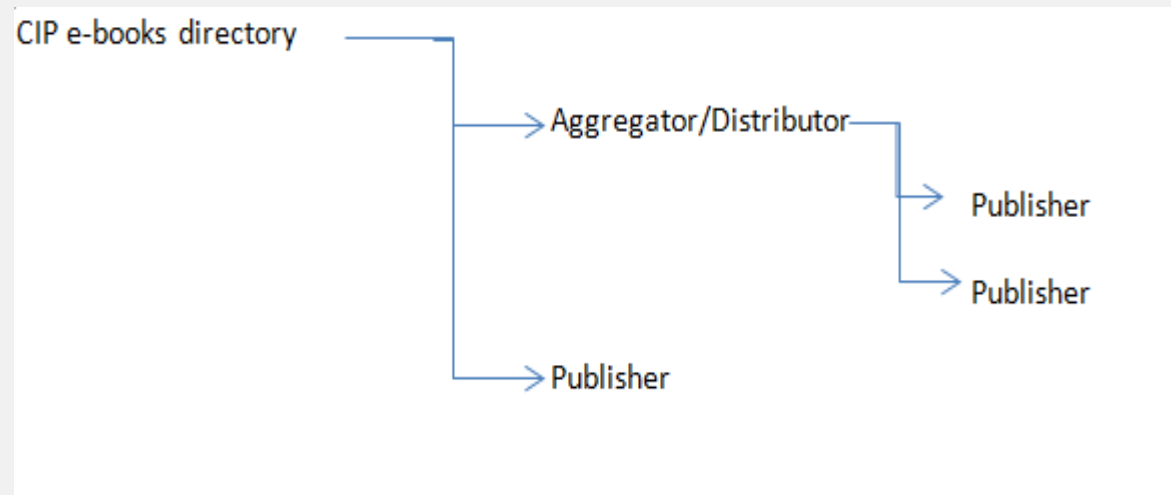 CIP e-books directory
Aggregator/Distributor
Publisher
Publisher
Publisher